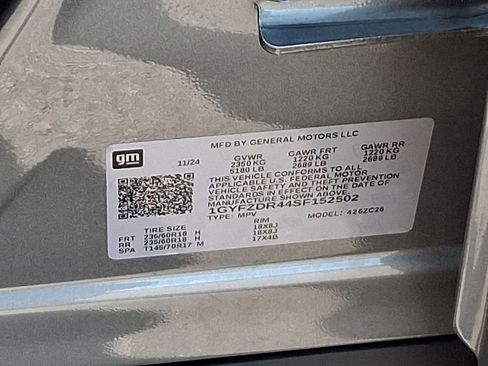 MFD BY GENERAL MOTORS LLC
gm 11/24 GVWR GAWR FRT GAWR RR
2350 KG 1220 KG 1220 KG
5180 LB 2689 LB 2689 LB
THIS VEHICLE CONFORMS TO ALL
APPLICABLE U.S. FEDERAL MOTOR
VEHICLE SAFETY AND THEFT PREVENTION
STANDARDS IN EFFECT ON THE DATE OF
MANUFACTURE SHOWN ABOVE.
1GYFZDR44SF152502
TYPE: MPV MODEL: 426ZC26
TIRE SIZE RIM
FRT 235/60R18 H 18X8J
RR 235/60R18 H 18X8J
SPA T145/70R17 M 17X4B